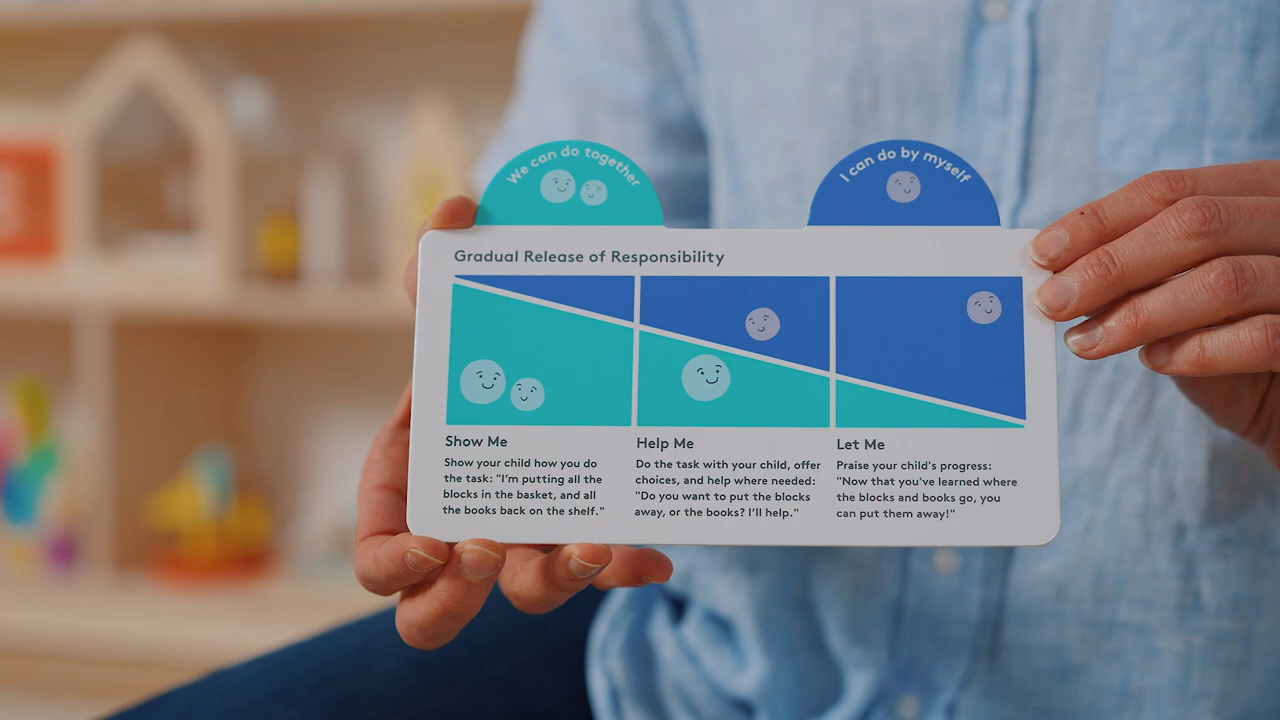 We can do together
I can do by myself
Gradual Release of Responsibility
Show Me
Show your child how you do
the task: "I'm putting all the
blocks in the basket, and all
the books back on the shelf."
Help Me
Do the task with your child, offer
choices, and help where needed:
"Do you want to put the blocks
away, or the books? I'll help."
Let Me
Praise your child's progress:
"Now that you've learned where
the blocks and books go, you
can put them away!"